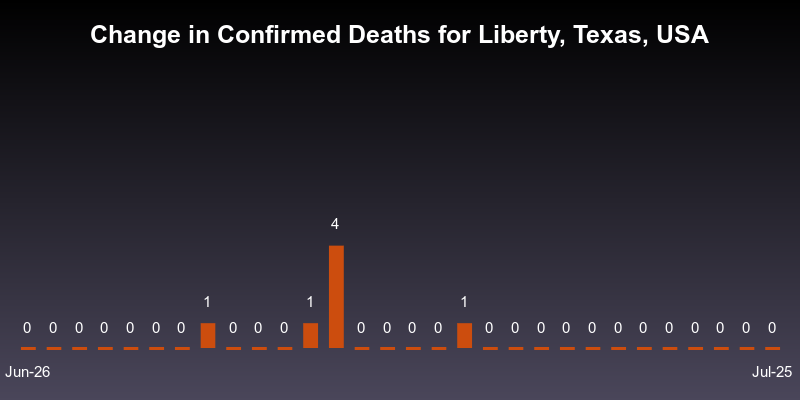 Change in Confirmed Deaths for Liberty, Texas, USA
4
1 1 1
0 0 0 0 0 0 0 0 0 0 0 0 0 0 0 0 0 0 0 0 0 0 0 0 0 0
Jun-26 Jul-25